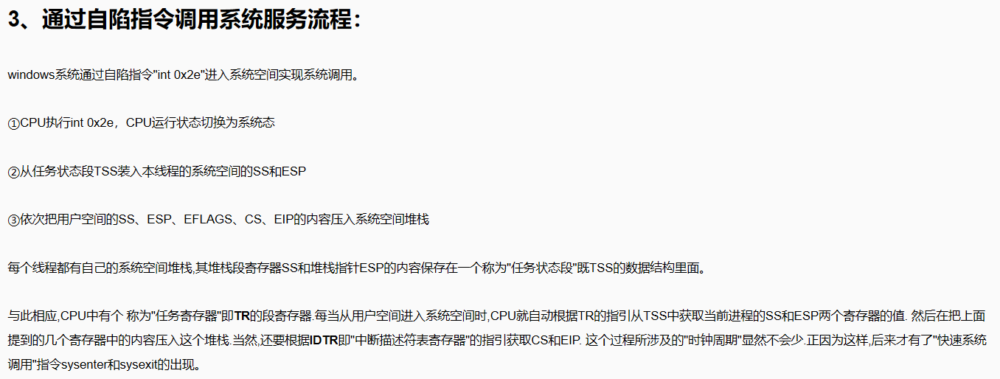 3、通过自陷指令调用系统服务流程：
windows系统通过自陷指令"int 0x2e"进入系统空间实现系统调用。
①CPU执行int 0x2e，CPU运行状态切换为系统态
②从任务状态段TSS装入本线程的系统空间的SS和ESP
③依次把用户空间的SS、ESP、EFLAGS、CS、EIP的内容压入系统空间堆栈
每个线程都有自己的系统空间堆栈,其堆栈段寄存器SS和堆栈指针ESP的内容保存在一个称为"任务状态段"既TSS的数据结构里面。
与此相应,CPU中有个 称为"任务寄存器"即TR的段寄存器.每当从用户空间进入系统空间时,CPU就自动根据TR的指引从TSS中获取当前进程的SS和ESP两个寄存器的值. 然后在把上面
提到的几个寄存器中的内容压入这个堆栈.当然,还要根据IDTR即"中断描述符表寄存器"的指引获取CS和EIP. 这个过程所涉及的"时钟周期"显然不会少.正因为这样,后来才有了"快速系统
调用"指令sysenter和sysexit的出现。